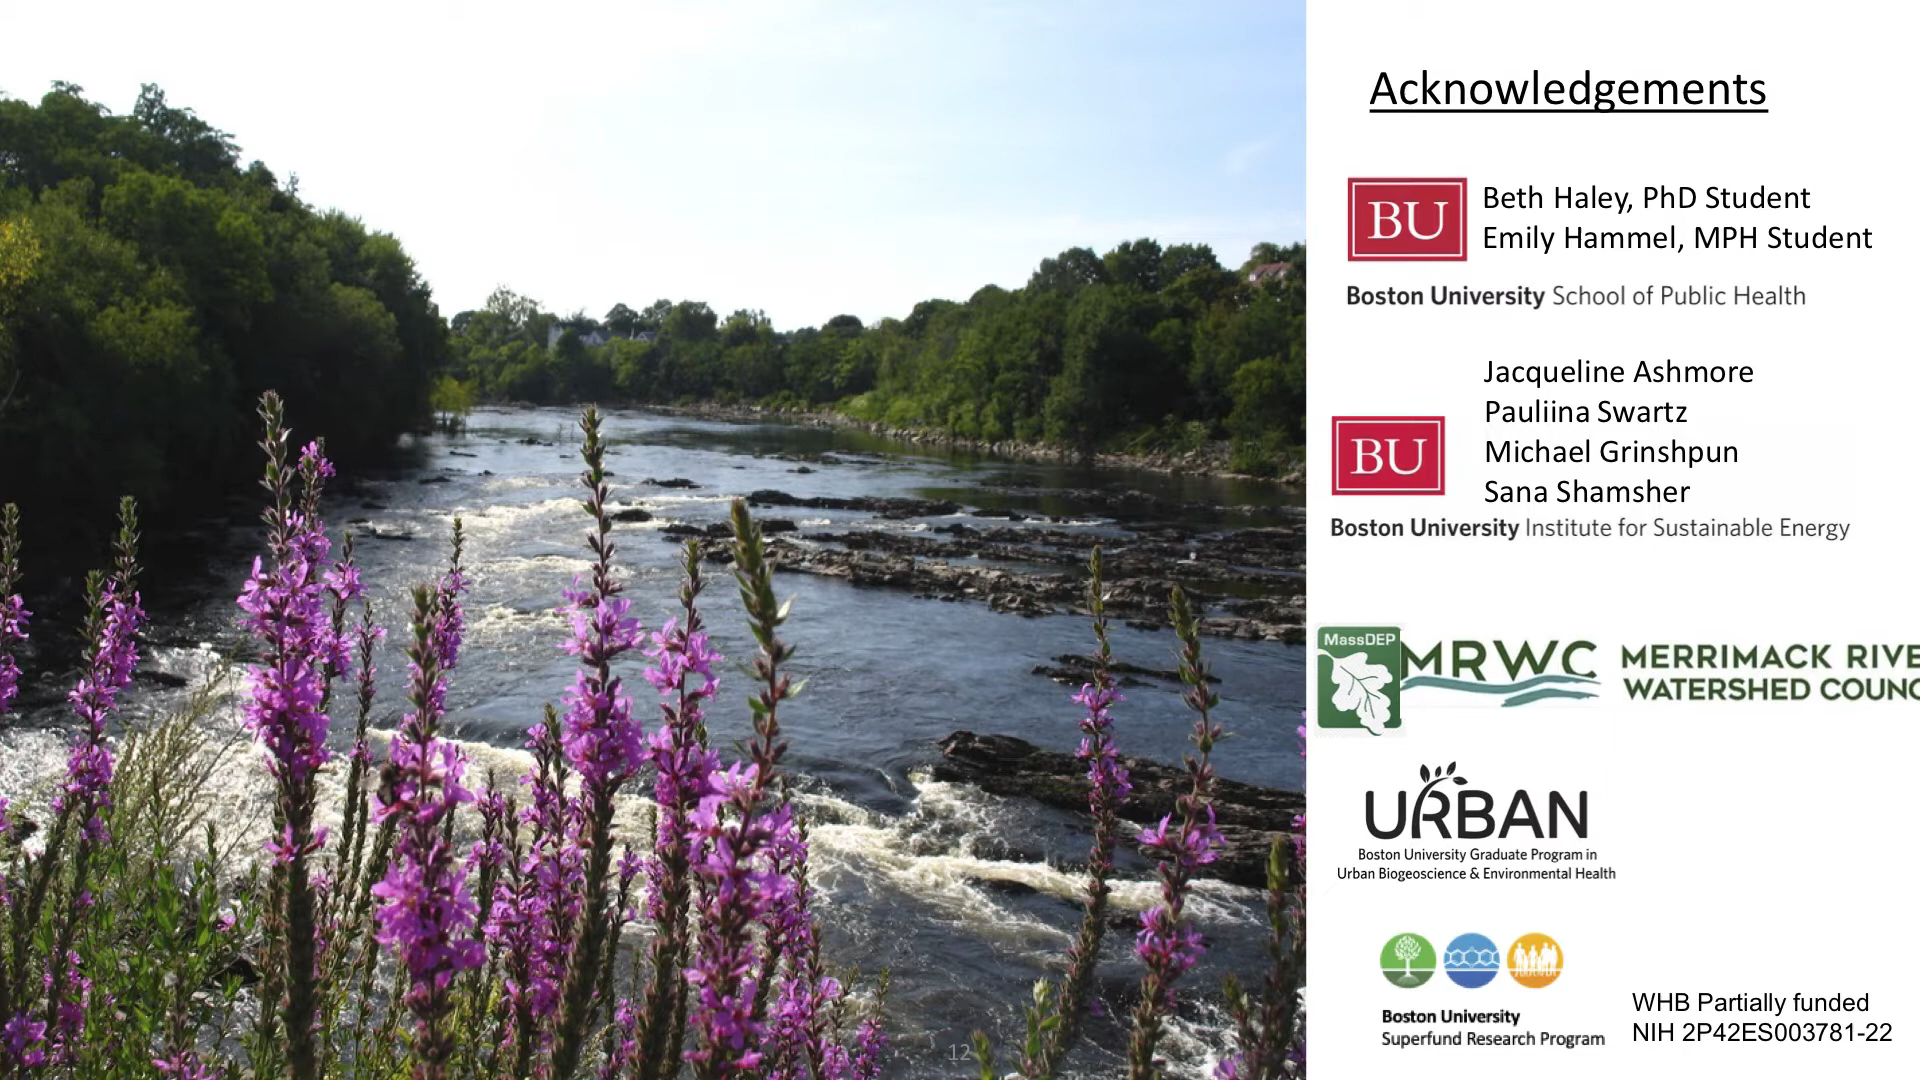 Acknowledgements
BU
Beth Haley, PhD Student
Emily Hammel, MPH Student
Boston University School of Public Health
Jacqueline Ashmore
Pauliina Swartz
Michael Grinshpun
Sana Shamsher
BU
Boston University Institute for Sustainable Energy
MassDEP
MRWC
MERRIMACK RIVE
WATERSHED COUNC
URBAN
Boston University Graduate Program in
Urban Biogeoscience & Environmental Health
Boston University
Superfund Research Program
WHB Partially funded
NIH 2P42ES003781-22
12